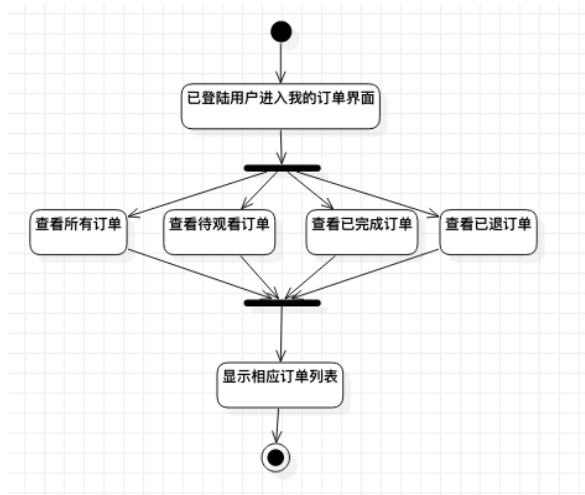 已登陆用户进入我的订单界面
查看所有订单
查看待观看订单
查看已完成订单
查看已退订单
显示相应订单列表